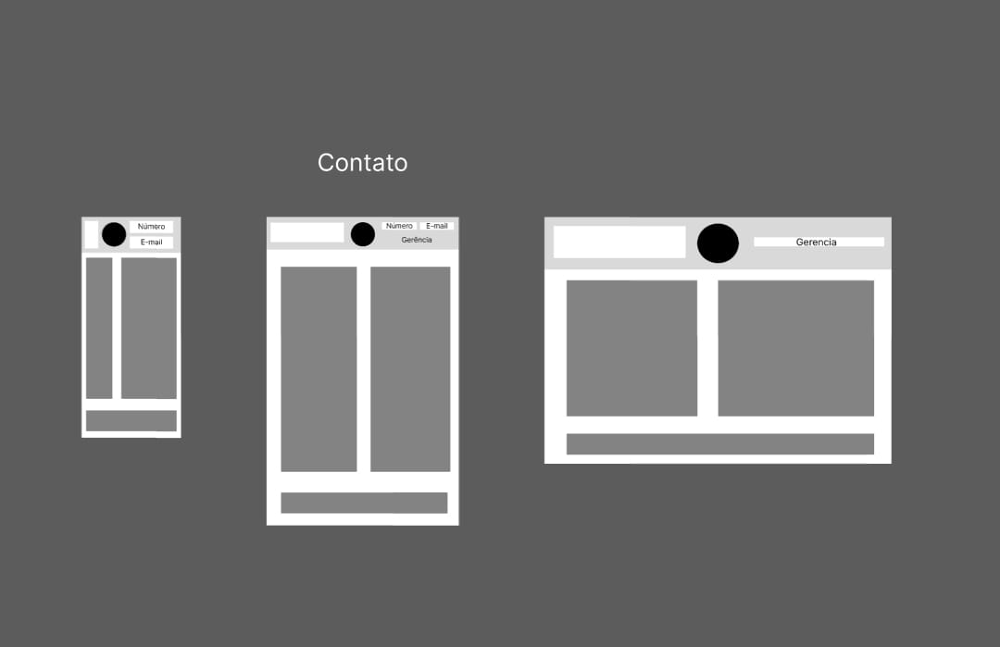 Contato
Número
E-mail
Número E-mail
Gerência
Gerencia